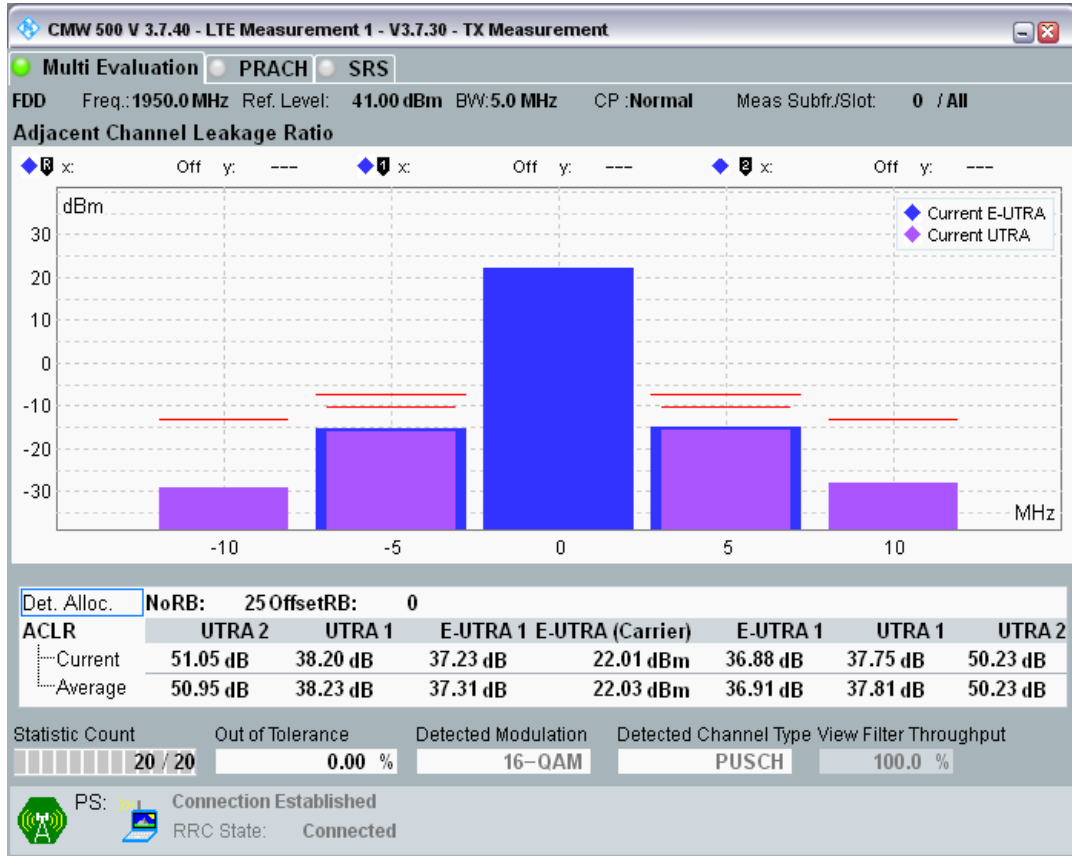 CMW 500 V 3.7.40 - LTE Measurement 1 - V3.7.30 - TX Measurement
Multi Evaluation PRACH SRS
FDD Freq.: 1950.0 MHz Ref. Level: 41.00 dBm BW: 5.0 MHz CP : Normal Meas Subfr./Slot: 0 / All
Adjacent Channel Leakage Ratio
R x: Off y: --- 1 x: Off y: --- 2 x: Off y: ---
dBm
Current E-UTRA
Current UTRA
30
20
10
0
-10
-20
-30
MHz
-10 -5 0 5 10
Det. Alloc. NoRB: 25 OffsetRB: 0
ACLR UTRA 2 UTRA 1 E-UTRA 1 E-UTRA (Carrier) E-UTRA 1 UTRA 1 UTRA 2
Current 51.05 dB 38.20 dB 37.23 dB 22.01 dBm 36.88 dB 37.75 dB 50.23 dB
Average 50.95 dB 38.23 dB 37.31 dB 22.03 dBm 36.91 dB 37.81 dB 50.23 dB
Statistic Count Out of Tolerance Detected Modulation Detected Channel Type View Filter Throughput
20 / 20 0.00 % 16-QAM PUSCH 100.0 %
PS: Connection Established
RRC State: Connected